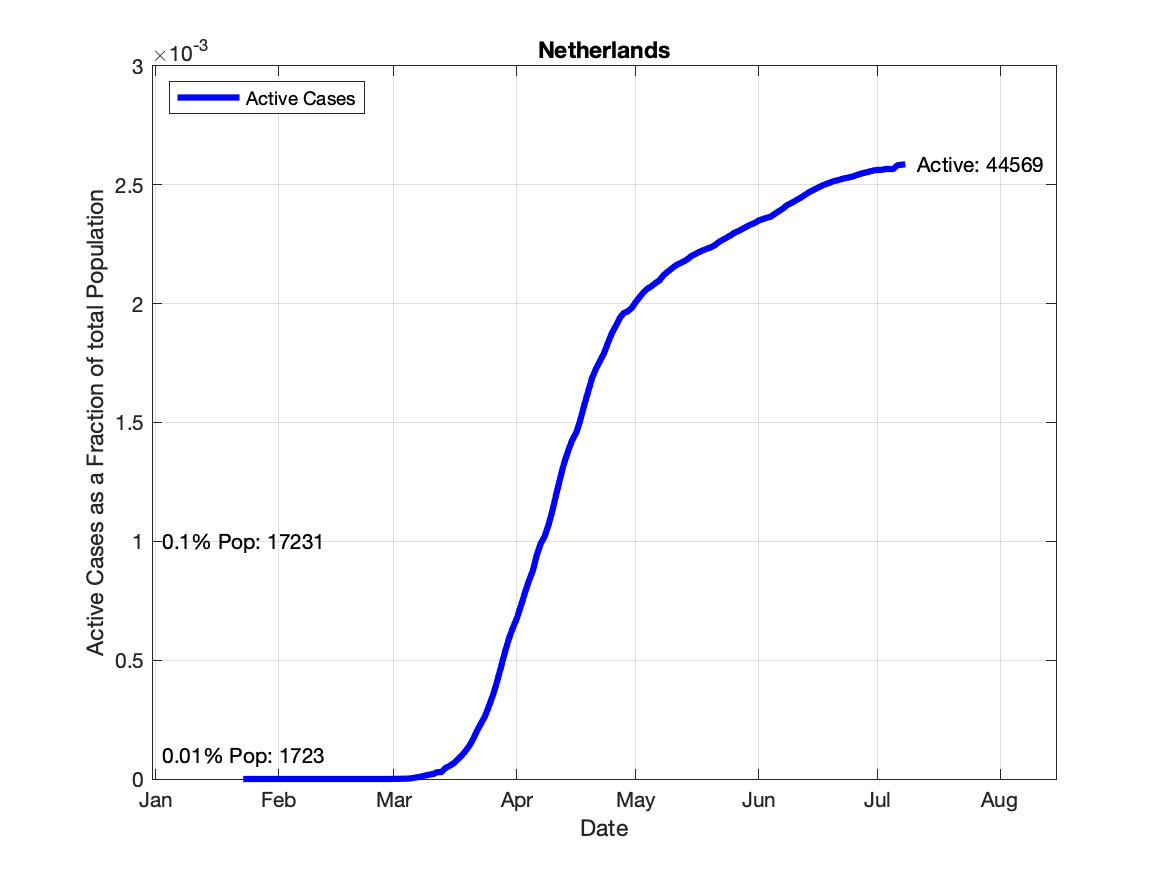 Netherlands
×10-3
Active Cases
3
2.5
2
1.5
1
0.5
0
Active Cases as a Fraction of total Population
Active: 44569
0.1% Pop: 17231
0.01% Pop: 1723
Jan Feb Mar Apr May Jun Jul Aug
Date